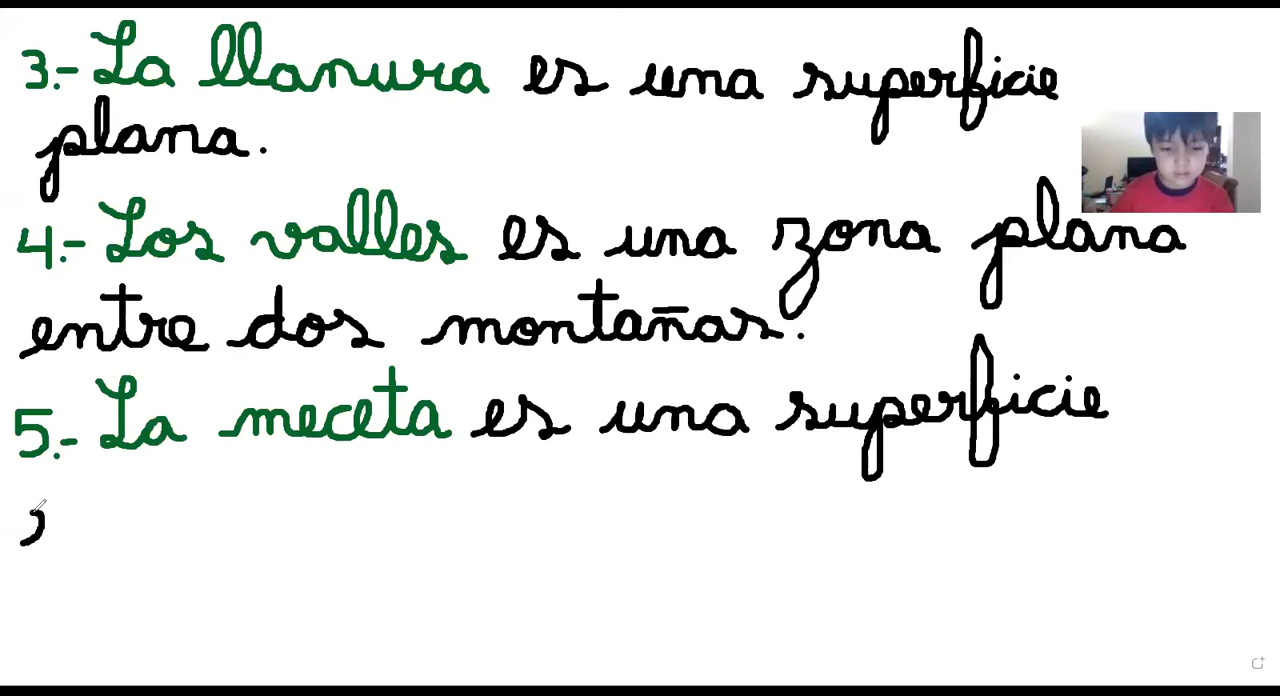 3.- La llanura es una superficie
plana.
4.- Los valles es una zona plana
entre dos montañas.
5.- La meceta es una superficie